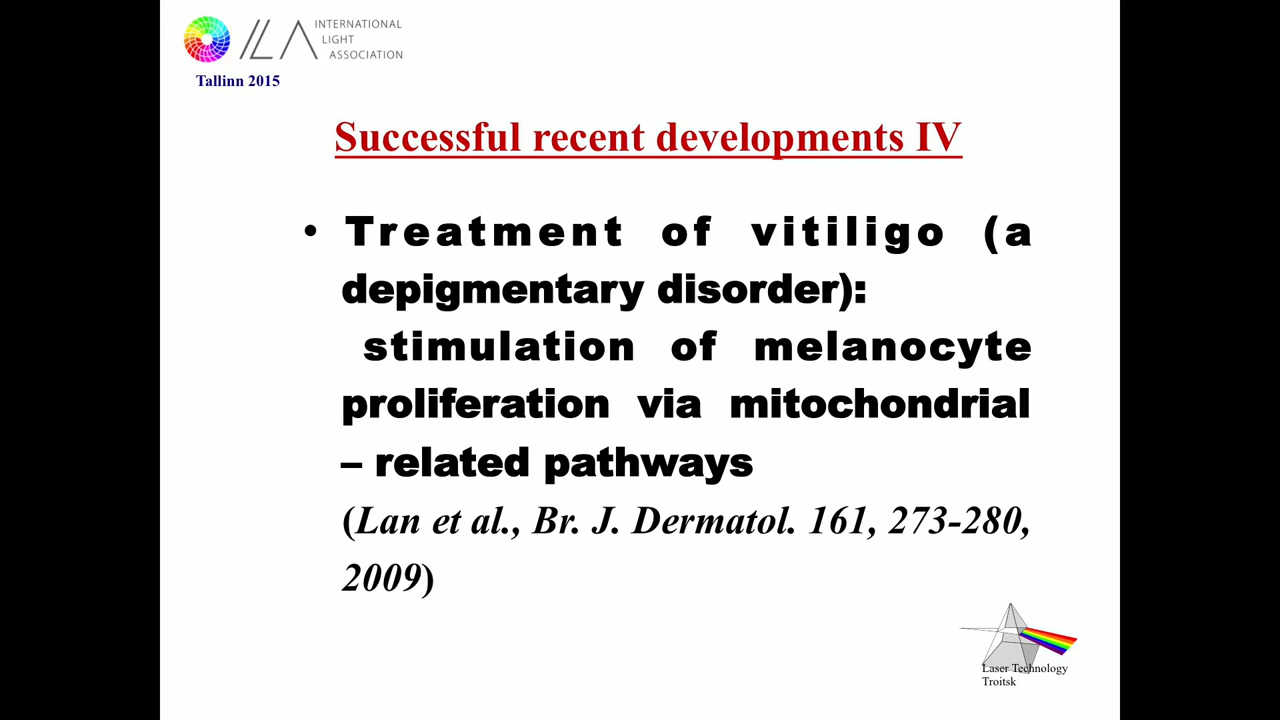 INTERNATIONAL
LIGHT
ASSOCIATION
ILA
Tallinn 2015
Successful recent developments IV
• Treatment of vitiligo (a
depigmentary disorder):
stimulation of melanocyte
proliferation via mitochondrial
– related pathways
(Lan et al., Br. J. Dermatol. 161, 273-280,
2009)
Laser Technology
Troitsk